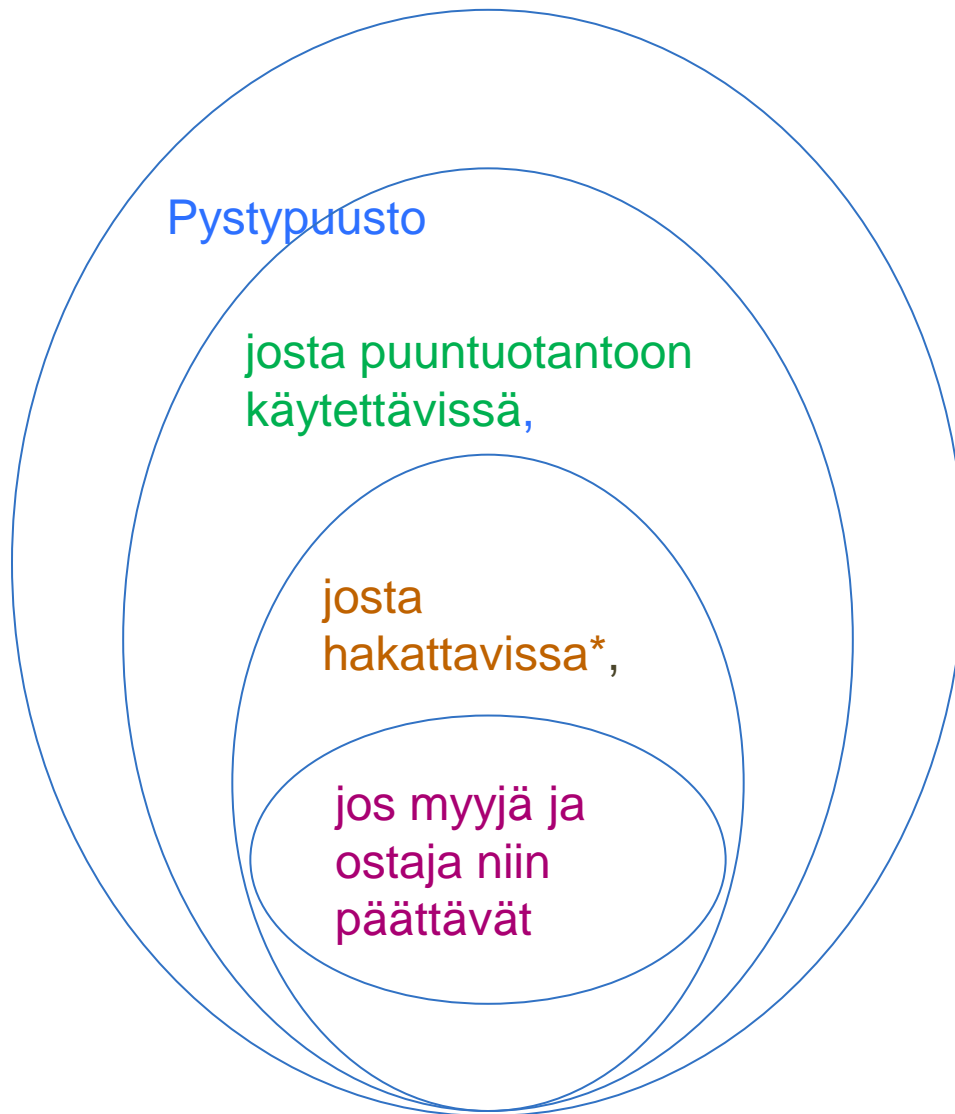 Pystypuusto
josta puuntuotantoon
käytettävissä,
josta
hakattavissa*,
jos myyjä ja
ostaja niin
päättävät